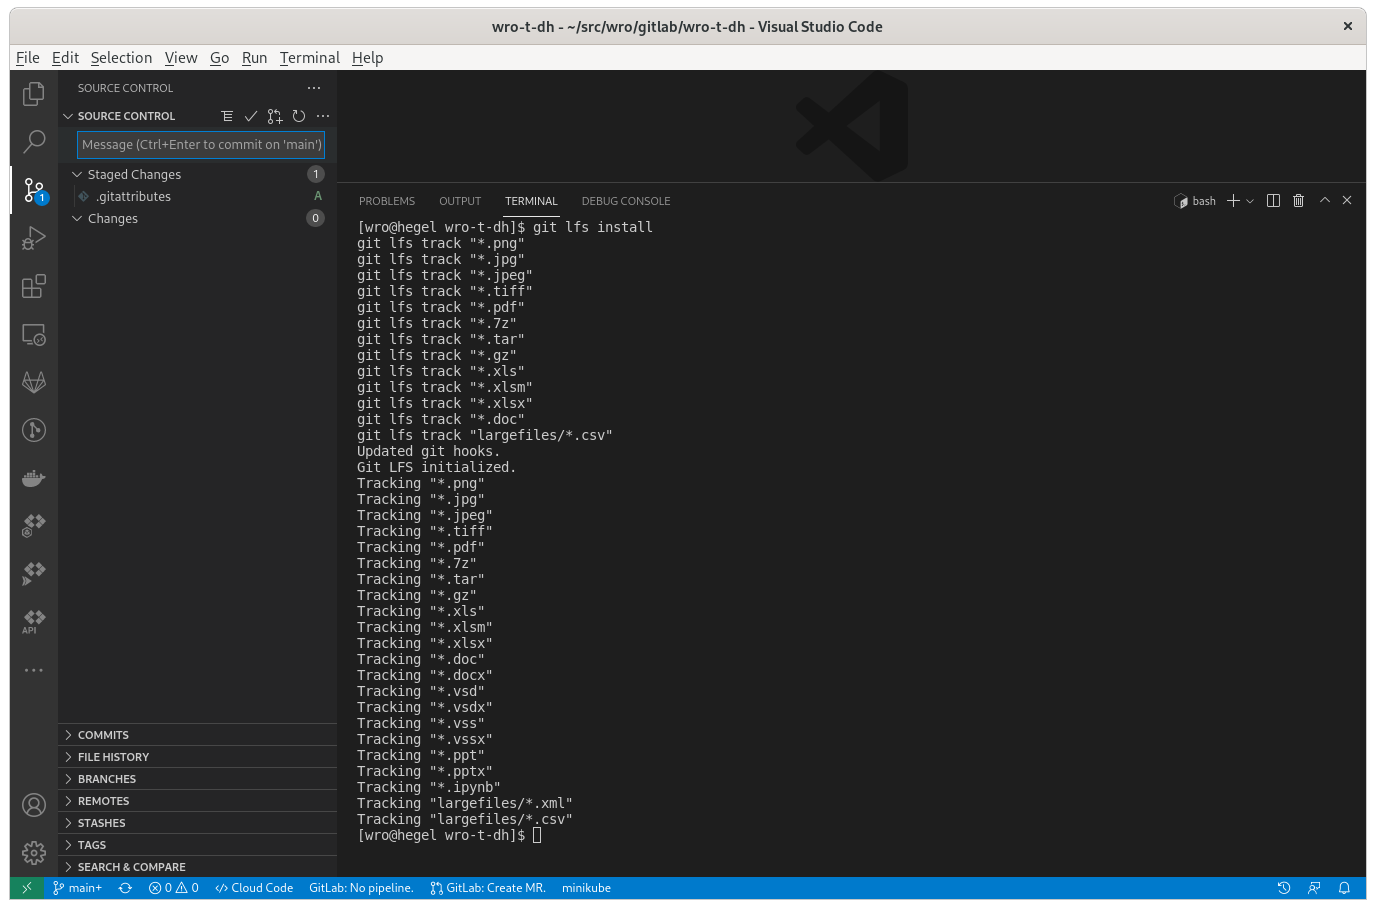 wro-t-dh - ~/src/wro/gitlab/wro-t-dh - Visual Studio Code
File Edit Selection View Go Run Terminal Help
SOURCE CONTROL
SOURCE CONTROL
Message (Ctrl+Enter to commit on 'main')
Staged Changes 1
.gitattributes A
Changes 0
1
API
COMMITS
FILE HISTORY
BRANCHES
REMOTES
STASHES
TAGS
SEARCH & COMPARE
PROBLEMS OUTPUT TERMINAL DEBUG CONSOLE bash
[wro@hegel wro-t-dh]$ git lfs install
git lfs track "*.png"
git lfs track "*.jpg"
git lfs track "*.jpeg"
git lfs track "*.tiff"
git lfs track "*.pdf"
git lfs track "*.7z"
git lfs track "*.tar"
git lfs track "*.gz"
git lfs track "*.xls"
git lfs track "*.xlsm"
git lfs track "*.xlsx"
git lfs track "*.doc"
git lfs track "largefiles/*.csv"
Updated git hooks.
Git LFS initialized.
Tracking "*.png"
Tracking "*.jpg"
Tracking "*.jpeg"
Tracking "*.tiff"
Tracking "*.pdf"
Tracking "*.7z"
Tracking "*.tar"
Tracking "*.gz"
Tracking "*.xls"
Tracking "*.xlsm"
Tracking "*.xlsx"
Tracking "*.doc"
Tracking "*.docx"
Tracking "*.vsd"
Tracking "*.vsdx"
Tracking "*.vss"
Tracking "*.vssx"
Tracking "*.ppt"
Tracking "*.pptx"
Tracking "*.ipynb"
Tracking "largefiles/*.xml"
Tracking "largefiles/*.csv"
[wro@hegel wro-t-dh]$
main+ 0 0 Cloud Code GitLab: No pipeline. GitLab: Create MR. minikube